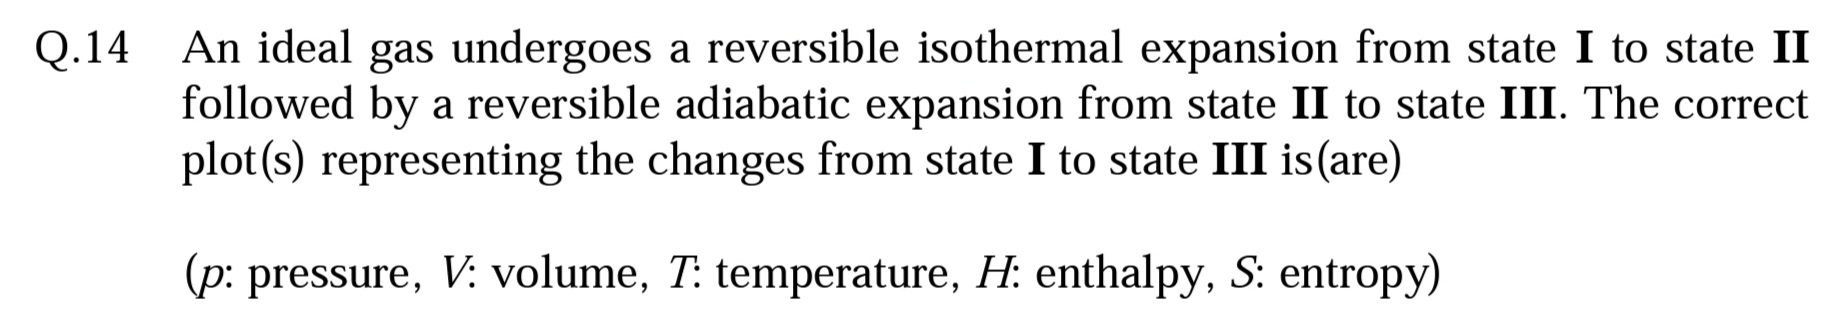 Q.14 An ideal gas undergoes a reversible isothermal expansion from state I to state II
followed by a reversible adiabatic expansion from state II to state III. The correct
plot(s) representing the changes from state I to state III is(are)
(p: pressure, V: volume, T: temperature, H: enthalpy, S: entropy)